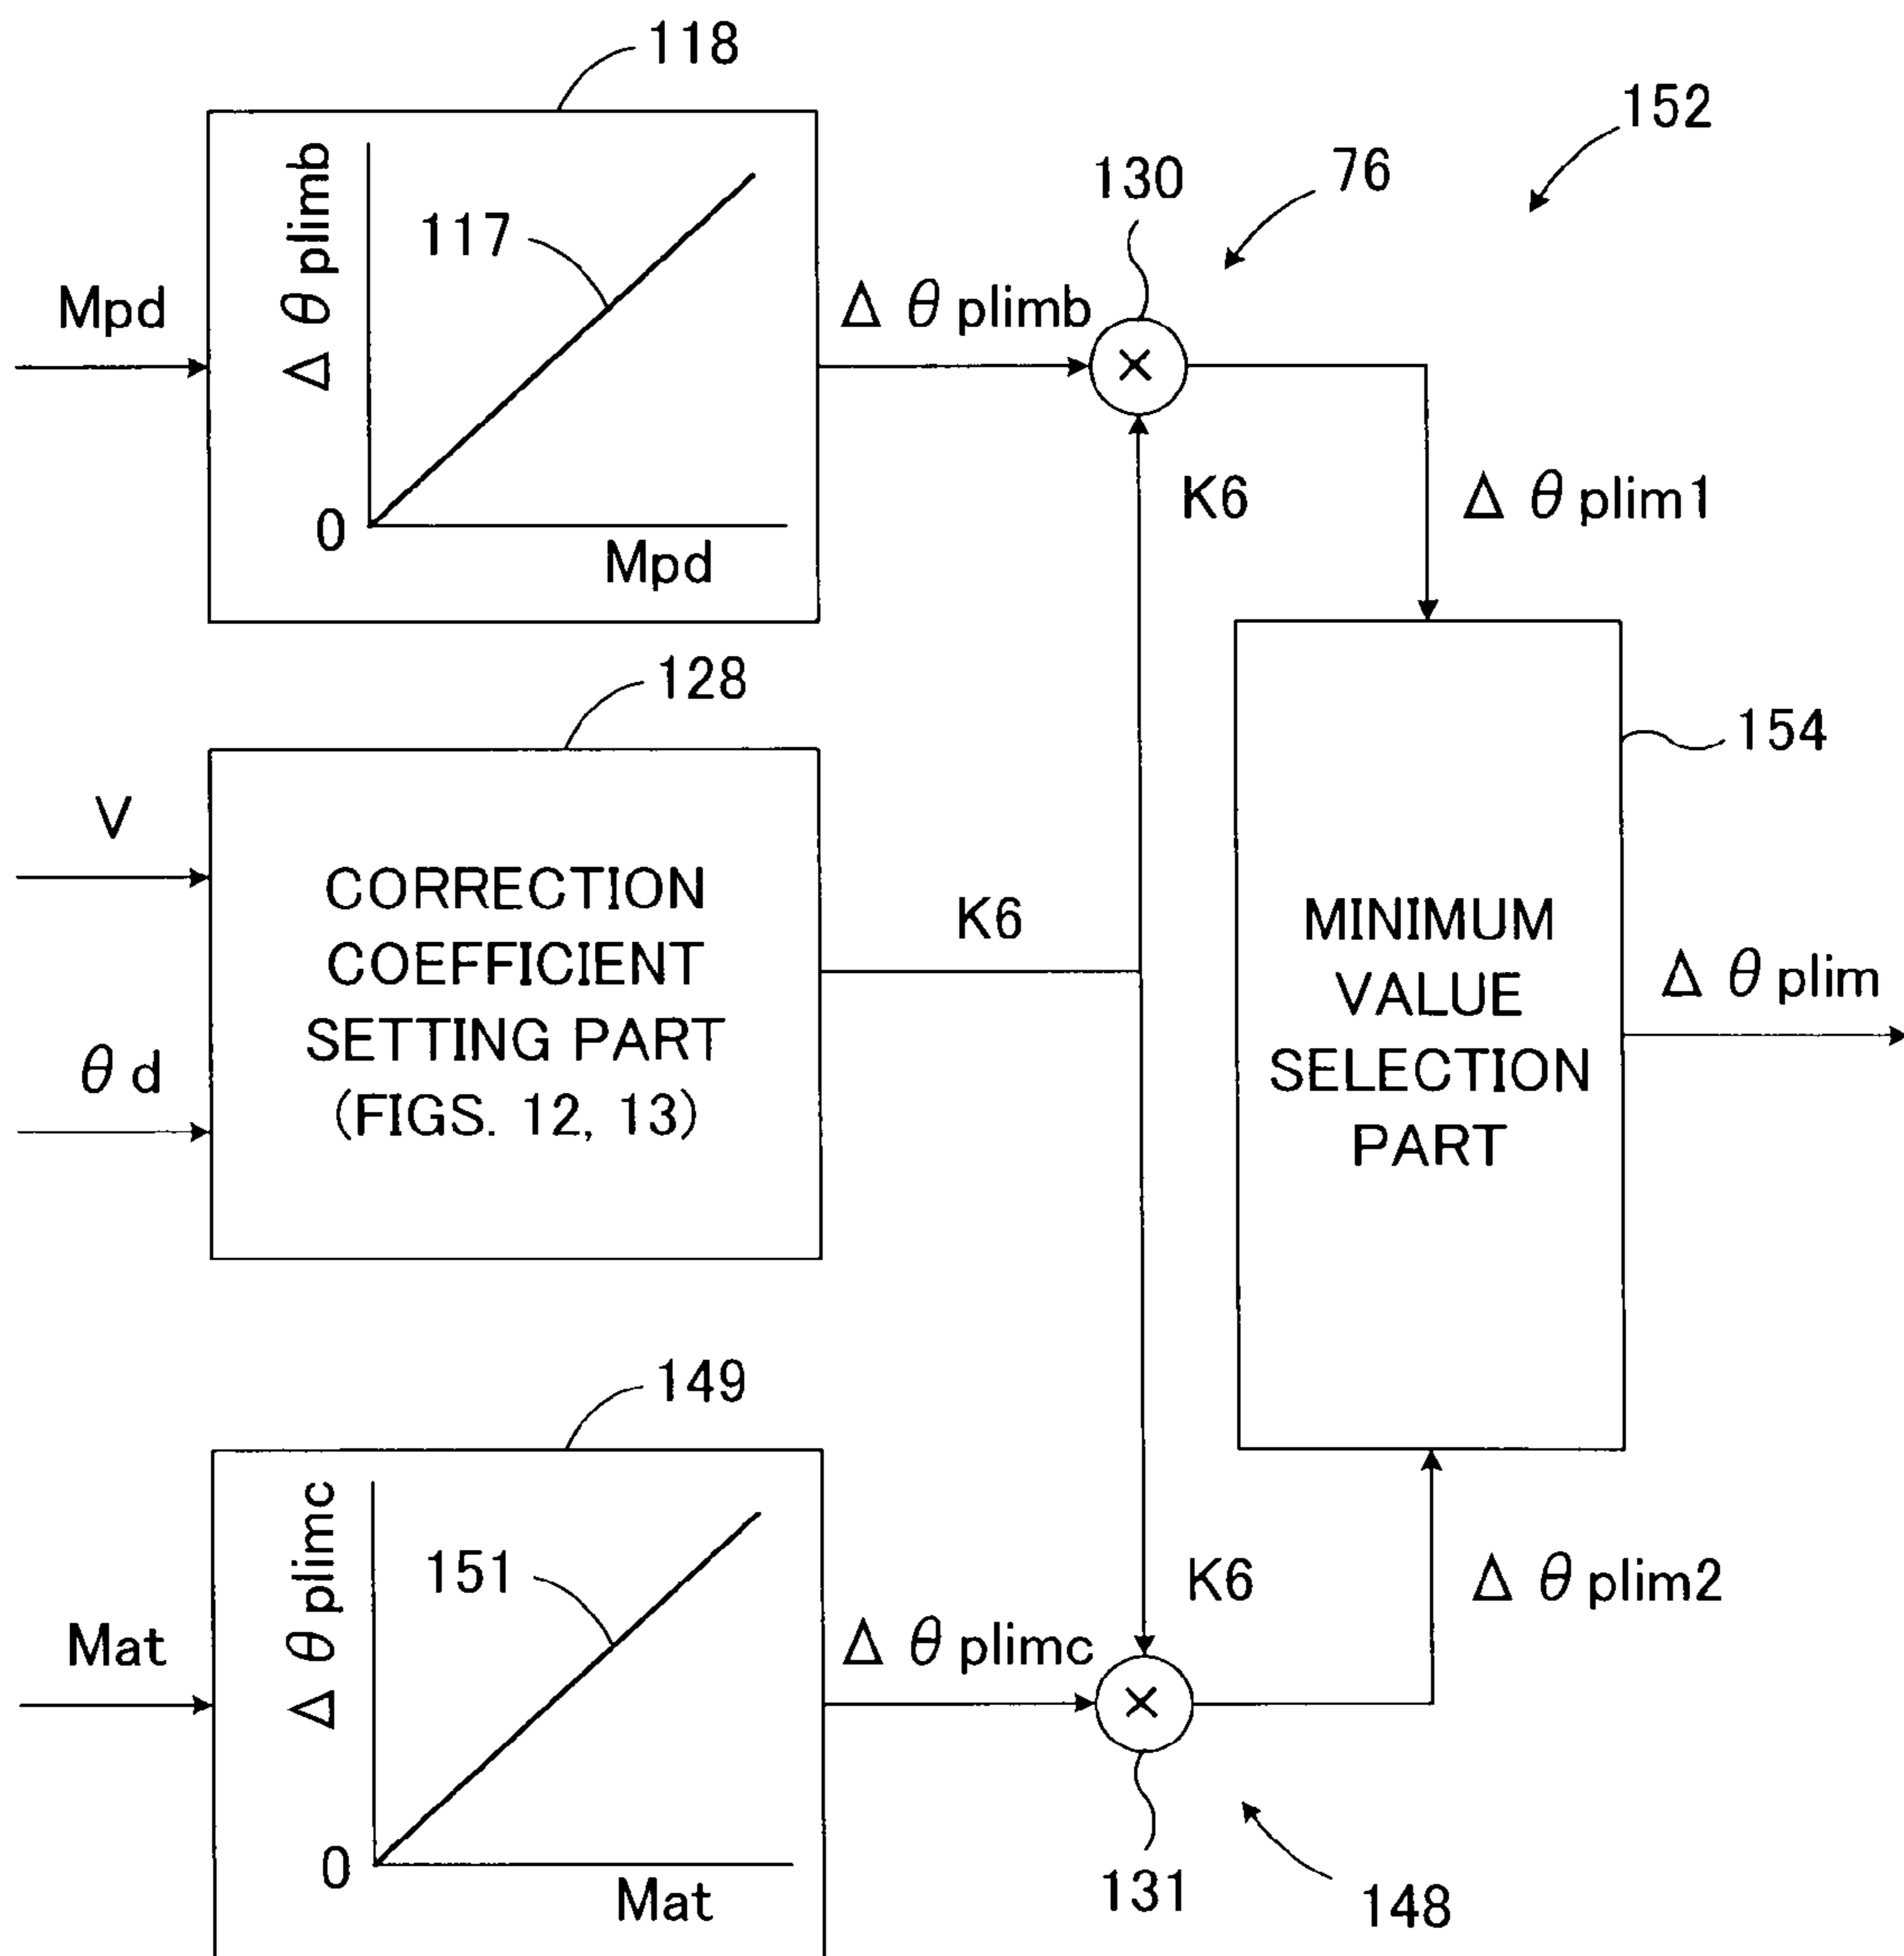 118
152
76
130
Δ θ plimb
117
Mpd
Δ θ plimb
×
0
Mpd
K6
Δ θ plim1
128
154
V
CORRECTION
COEFFICIENT
SETTING PART
(FIGS. 12, 13)
θ d
K6
MINIMUM
VALUE
SELECTION
PART
Δ θ plim
149
Δ θ plimc
151
Mat
Δ θ plimc
K6
Δ θ plim2
×
0
Mat
131
148